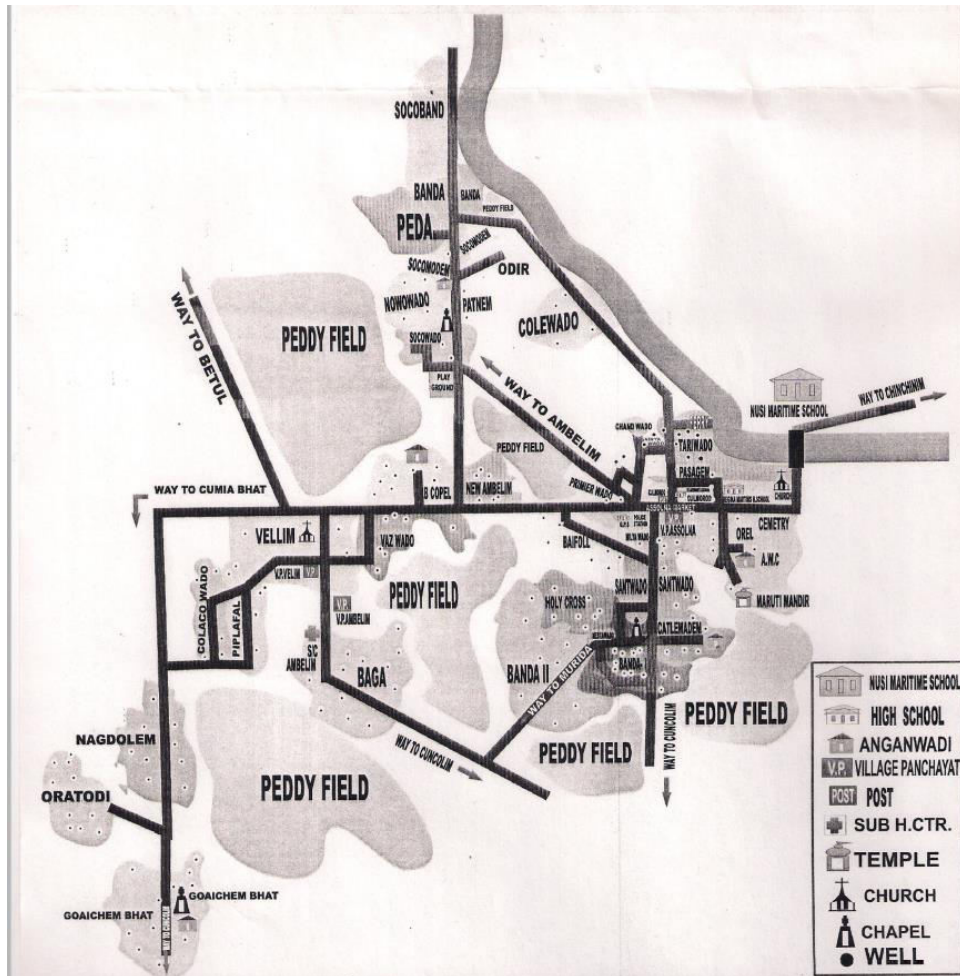 SOCOBAND
BANDA
BANDA
PEDDY FIELD
PEDA
SOCOMODEM
SOCOMODEM
ODIR
NOWOWADO
PATNEM
COLEWADO
SOCOWADO
PLAY
GROUND
PEDDY FIELD
WAY TO BETUL
WAY TO AMBELIM
NUSI MARITIME SCHOOL
WAY TO CHINCHINIM
CHAND WADO
TARIWADO
PASAGEM
PEDDY FIELD
PRIMIER WADO
CHURCH
WAY TO CUMIA BHAT
B COPEL
NEW AMBELIM
ASSOLNA MARKET
CEMETRY
VELLIM
VAZ WADO
BAIFOLL
POLICE
STATION
V.P.ASSOLNA
OREL
A.W.C
MARUTI MANDIR
V.P.VELIM
V.P.
COLACO WADO
PIPLAFAL
V.P.
V.P.AMBELIM
PEDDY FIELD
HOLY CROSS
SANTWADO
SANTWADO
S/C
AMBELIM
BAGA
BANDA II
CATLEMADEM
BANDA I
WAY TO MURIDA
PEDDY FIELD
WAY TO CUNCOLIM
PEDDY FIELD
WAY TO CUNCOLIM
NAGDOLEM
PEDDY FIELD
ORATODI
GOAICHEM BHAT
GOAICHEM BHAT
NUSI MARITIME SCHOOL
HIGH SCHOOL
ANGANWADI
V.P. VILLAGE PANCHAYAT
POST POST
SUB H.CTR.
TEMPLE
CHURCH
CHAPEL
WELL